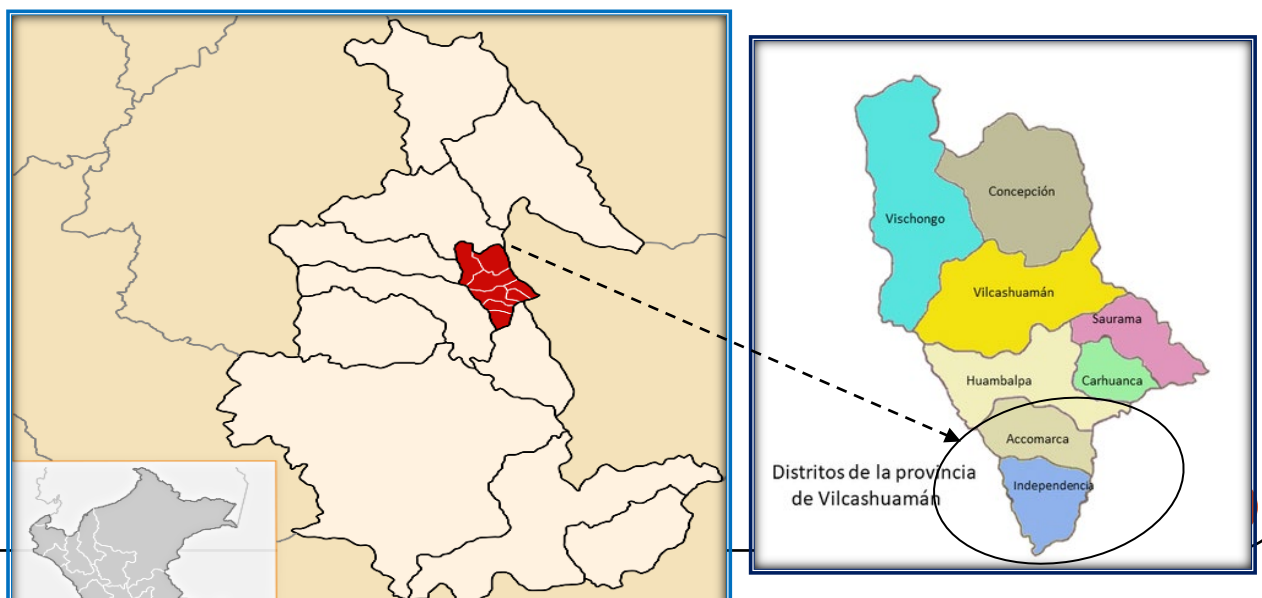 Concepción
Vischongo
Vilcashuamán
Saurama
Huambalpa
Carhuanca
Accomarca
Distritos de la provincia
de Vilcashuamán
Independencia